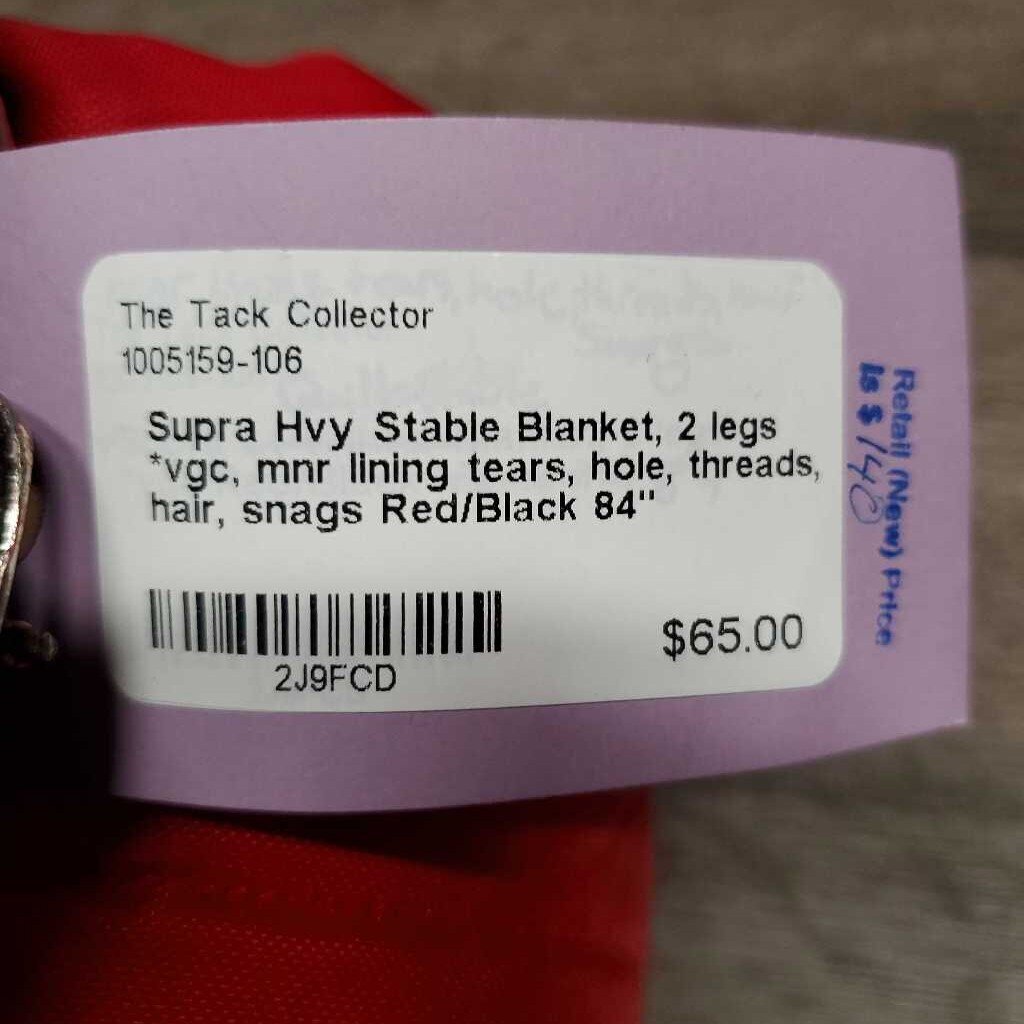 The Tack Collector
1005159-106
Supra Hvy Stable Blanket, 2 legs
*vgc, mnr lining tears, hole, threads,
hair, snags Red/Black 84"
2J9FCD
$65.00
Retail (New) Price
Is $ 140